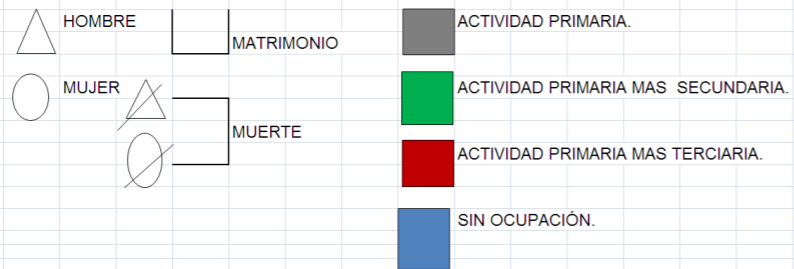 HOMBRE
MATRIMONIO
MUJER
MUERTE
ACTIVIDAD PRIMARIA.
ACTIVIDAD PRIMARIA MAS SECUNDARIA.
ACTIVIDAD PRIMARIA MAS TERCIARIA.
SIN OCUPACIÓN.